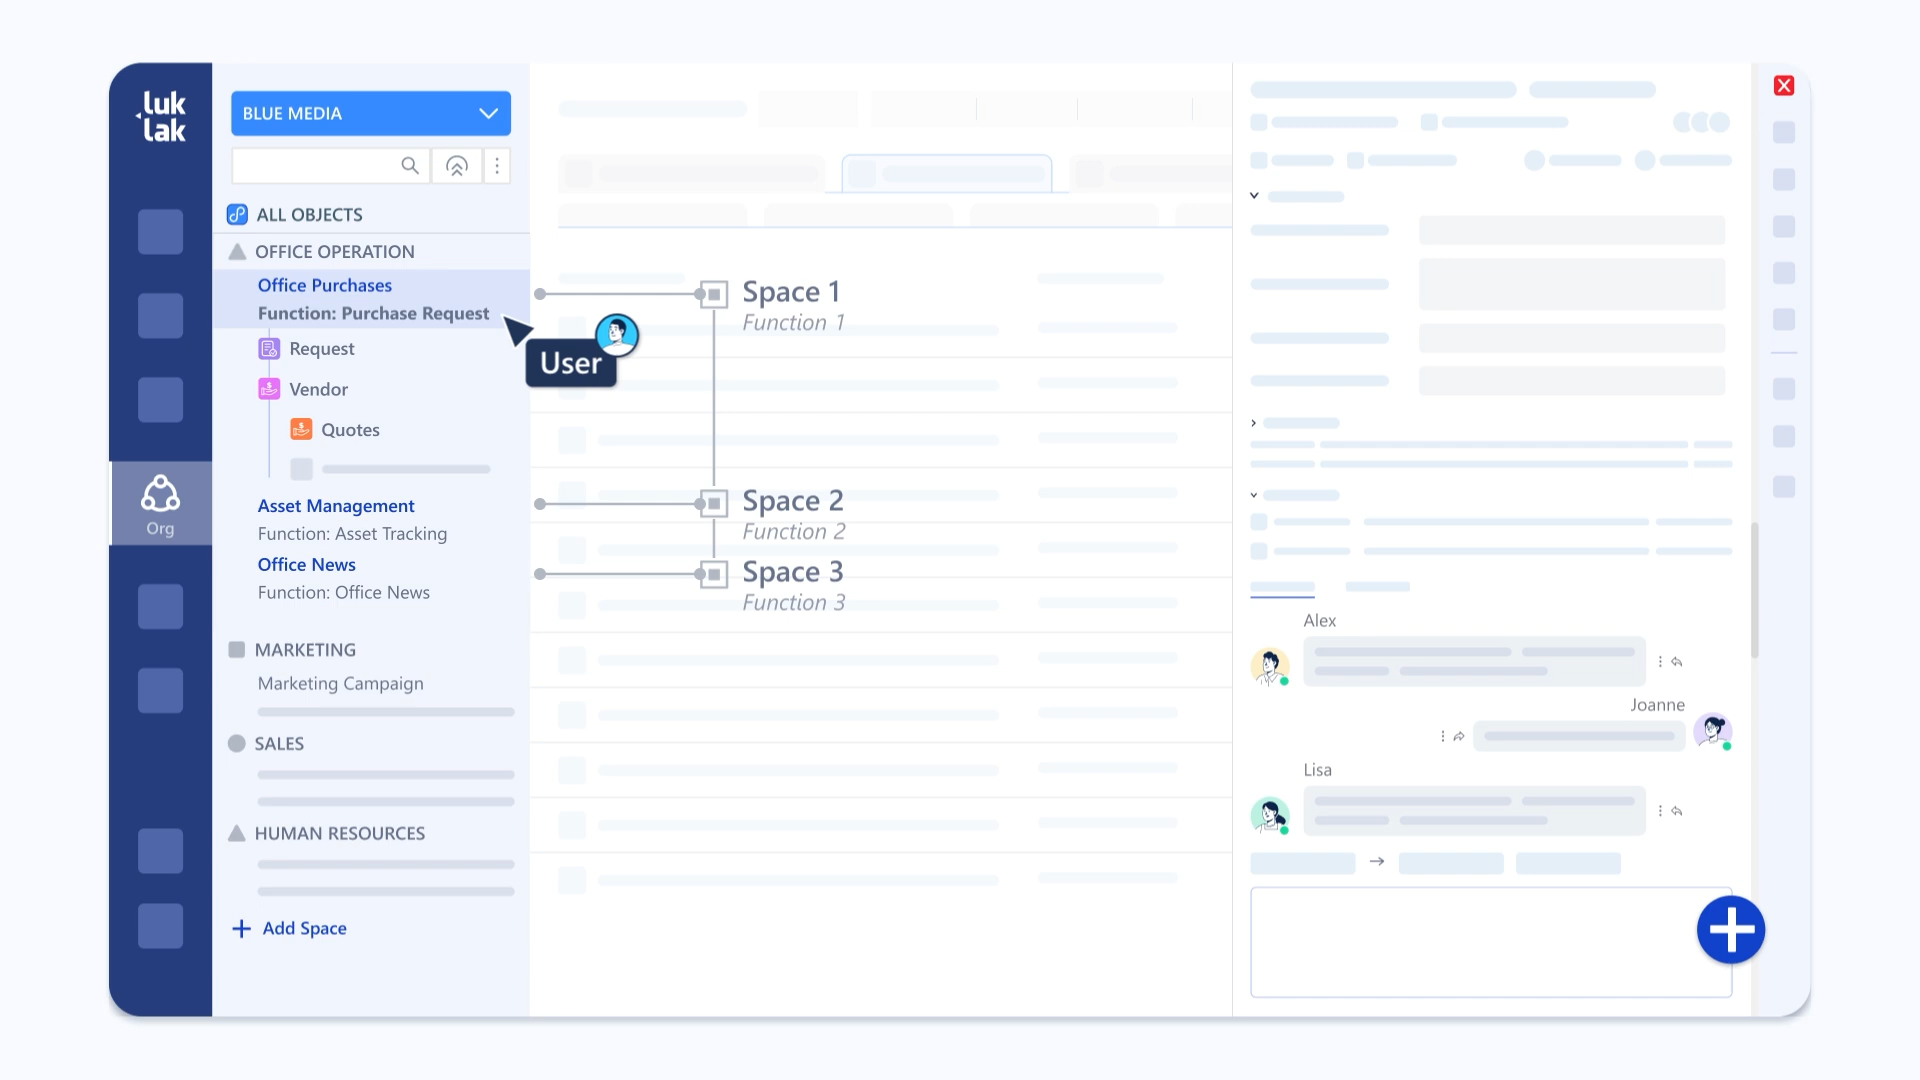 luk
lak
Org
BLUE MEDIA
ALL OBJECTS
OFFICE OPERATION
Office Purchases
Function: Purchase Request
Request
Vendor
Quotes
Asset Management
Function: Asset Tracking
Office News
Function: Office News
MARKETING
Marketing Campaign
SALES
HUMAN RESOURCES
Add Space
User
Space 1
Function 1
Space 2
Function 2
Space 3
Function 3
Alex
Joanne
Lisa